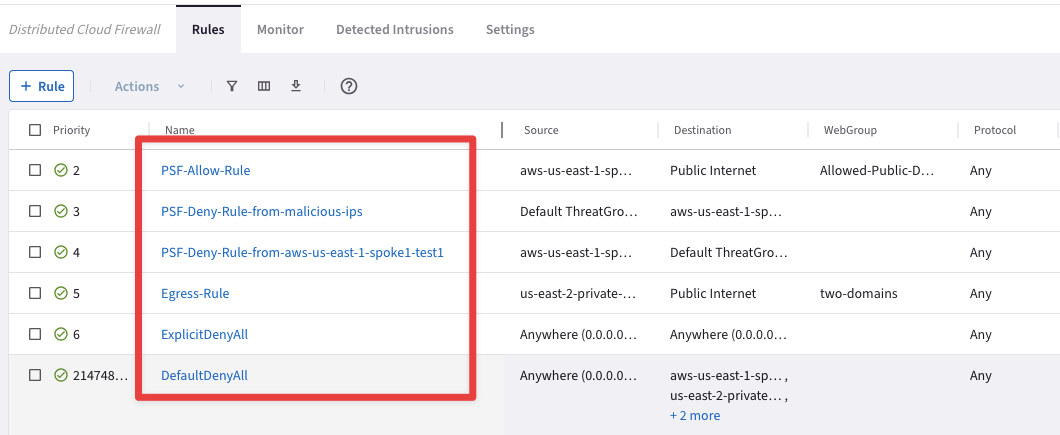 Distributed Cloud Firewall Rules Monitor Detected Intrusions Settings
+ Rule Actions
Priority Name Source Destination WebGroup Protocol
2 PSF-Allow-Rule aws-us-east-1-sp… Public Internet Allowed-Public-D… Any
3 PSF-Deny-Rule-from-malicious-ips Default ThreatGro… aws-us-east-1-sp… Any
4 PSF-Deny-Rule-from-aws-us-east-1-spoke1-test1 aws-us-east-1-sp… Default ThreatGro… Any
5 Egress-Rule us-east-2-private-… Public Internet two-domains Any
6 ExplicitDenyAll Anywhere (0.0.0.0… Anywhere (0.0.0.0… Any
214748… DefaultDenyAll Anywhere (0.0.0.0… aws-us-east-1-sp… , Any
us-east-2-private… ,
+ 2 more